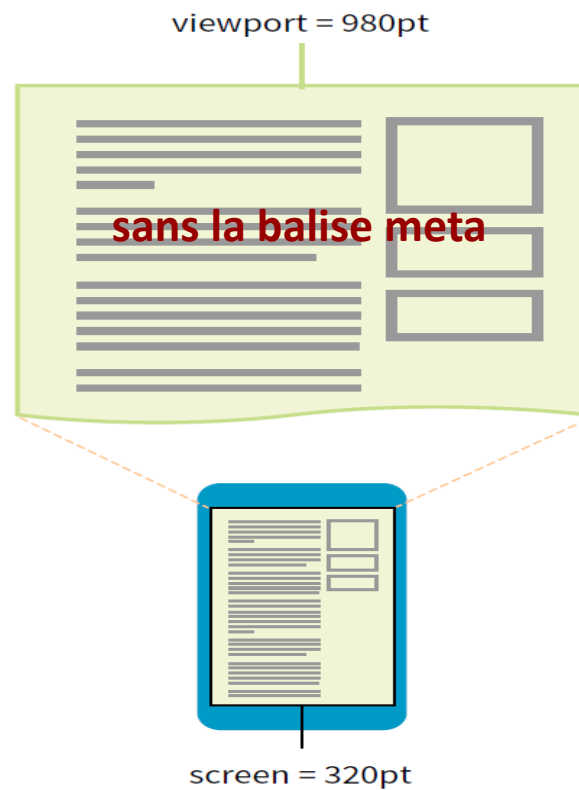 viewport = 980pt
sans la balise meta
screen = 320pt